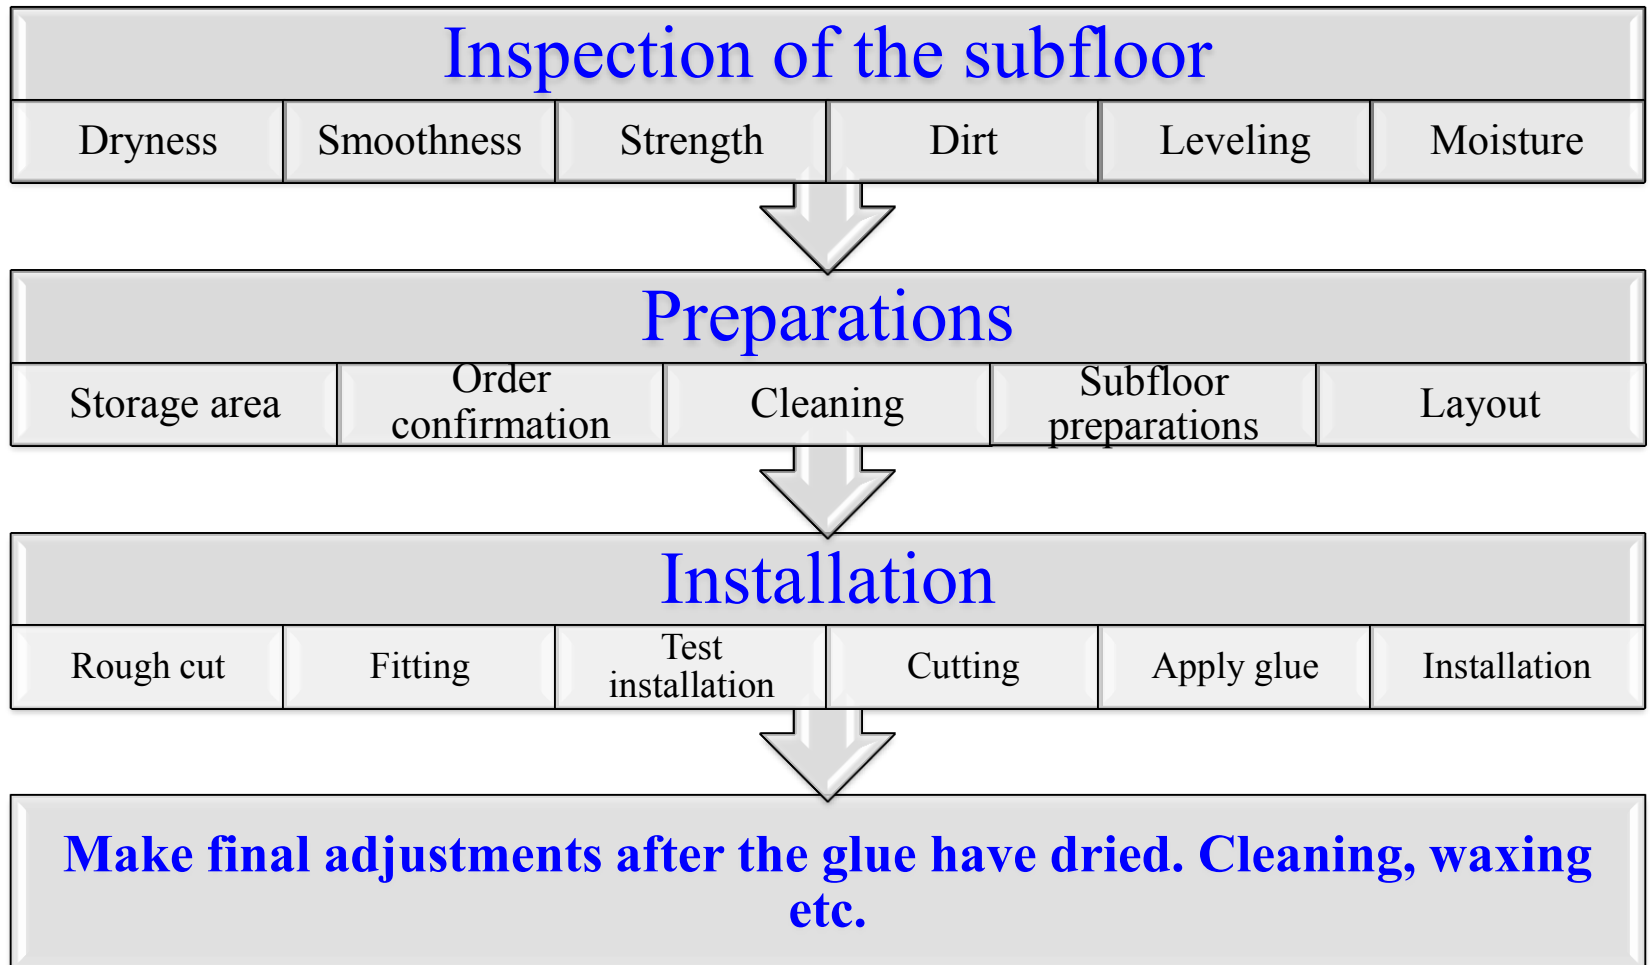 Inspection of the subfloor
Dryness
Smoothness
Strength
Dirt
Leveling
Moisture
Preparations
Storage area
Order
confirmation
Cleaning
Subfloor
preparations
Layout
Installation
Rough cut
Fitting
Test
installation
Cutting
Apply glue
Installation
Make final adjustments after the glue have dried. Cleaning, waxing
etc.